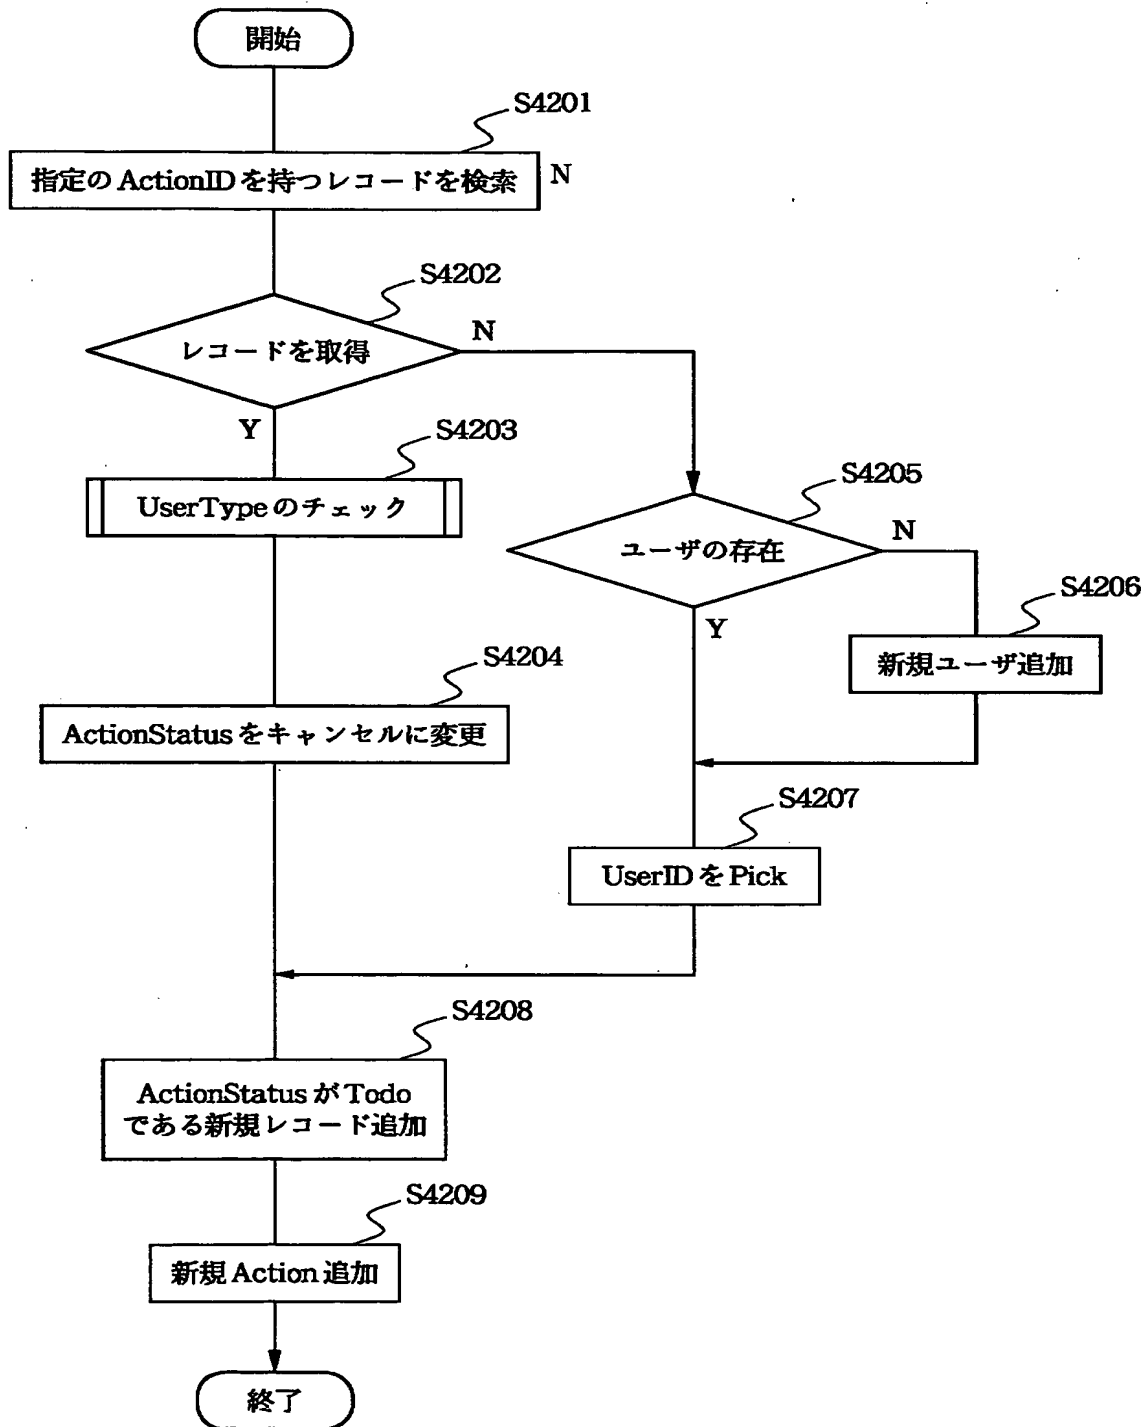 開始
S4201
指定のActionIDを持つレコードを検索
N
S4202
レコードを取得
N
Y
S4203
UserTypeのチェック
S4205
ユーザの存在
N
Y
S4206
新規ユーザ追加
S4204
ActionStatusをキャンセルに変更
S4207
UserIDをPick
S4208
ActionStatusがTodo
である新規レコード追加
S4209
新規Action追加
終了